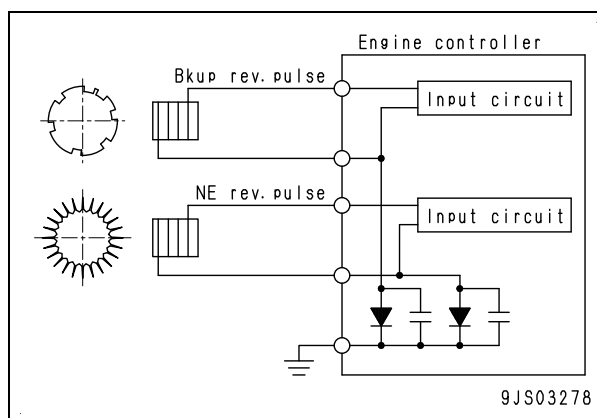 Engine controller
Bkup rev. pulse
Input circuit
NE rev. pulse
Input circuit
9JS03278